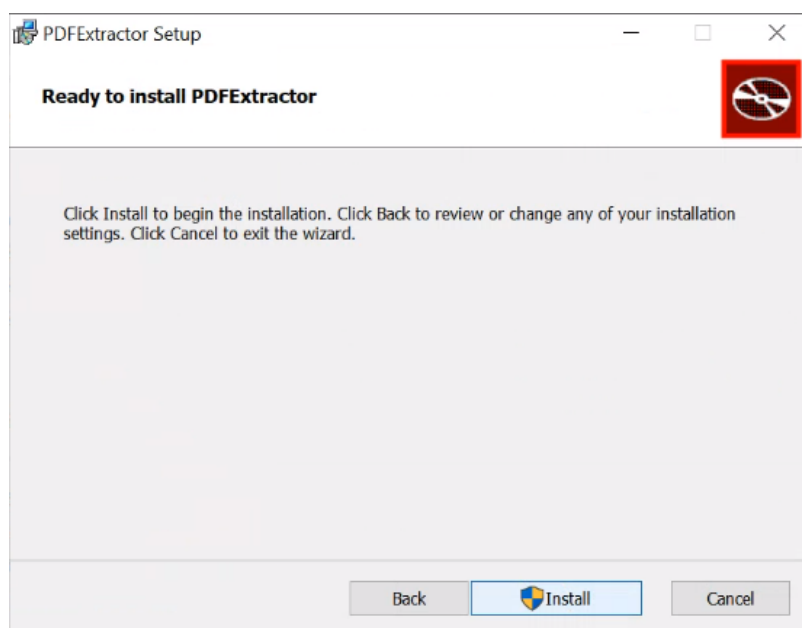 PDFExtractor Setup
Ready to install PDFExtractor
Click Install to begin the installation. Click Back to review or change any of your installation
settings. Click Cancel to exit the wizard.
Back
Install
Cancel